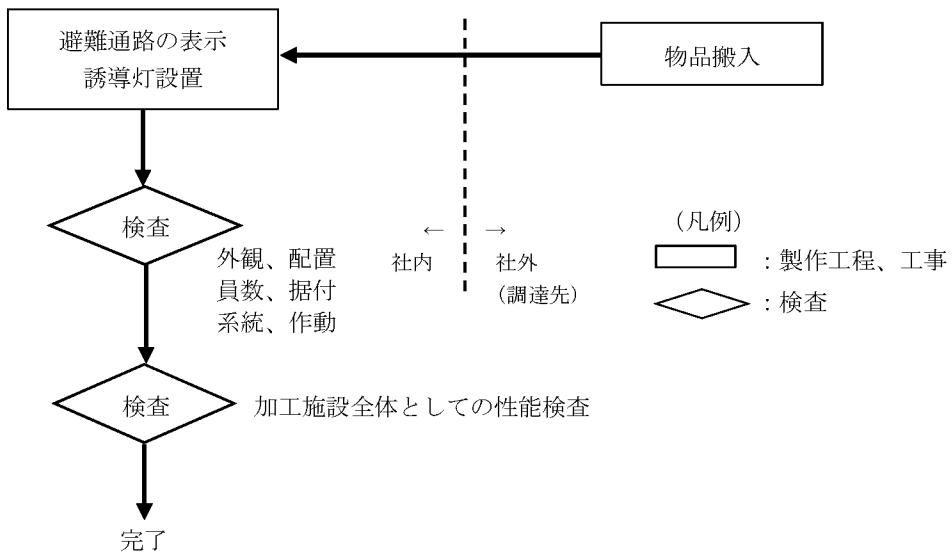 避難通路の表示
誘導灯設置
物品搬入
検査
外観、配置
員数、据付
系統、作動
← →
社内 社外
(調達先)
(凡例)
:製作工程、工事
:検査
検査
加工施設全体としての性能検査
完了